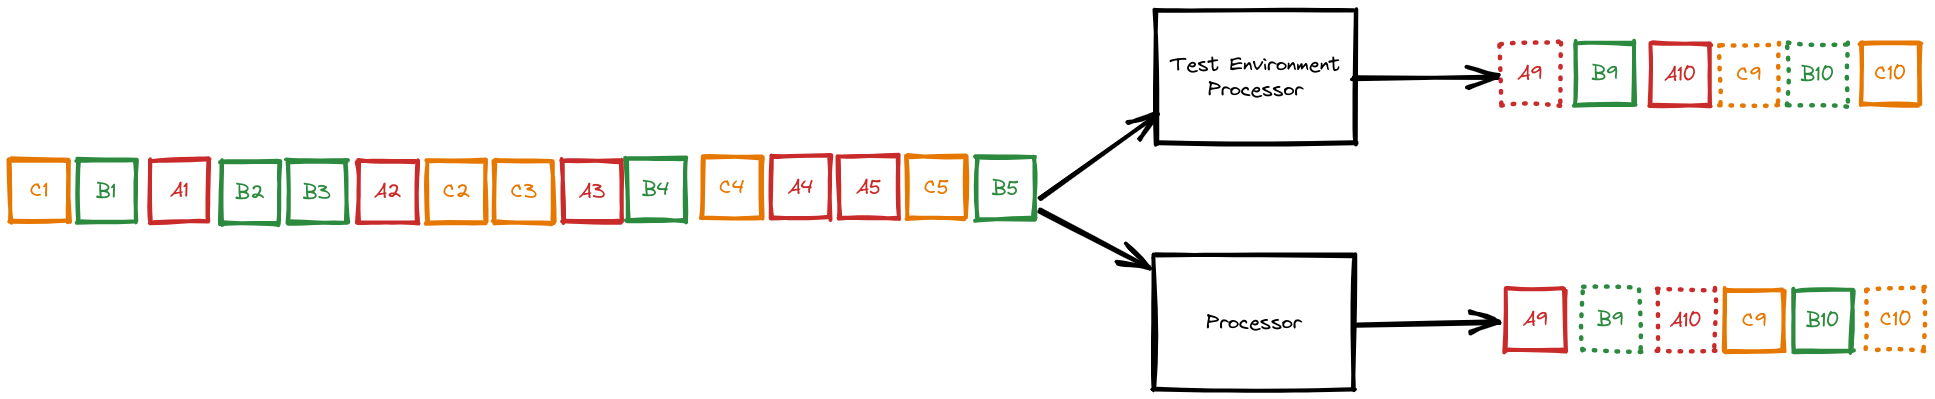 C1 B1 A1 B2 B3 A2 C2 C3 A3 B4 C4 A4 A5 C5 B5
Test Environment
Processor
A9 B9 A10 C9 B10 C10
Processor
A9 B9 A10 C9 B10 C10